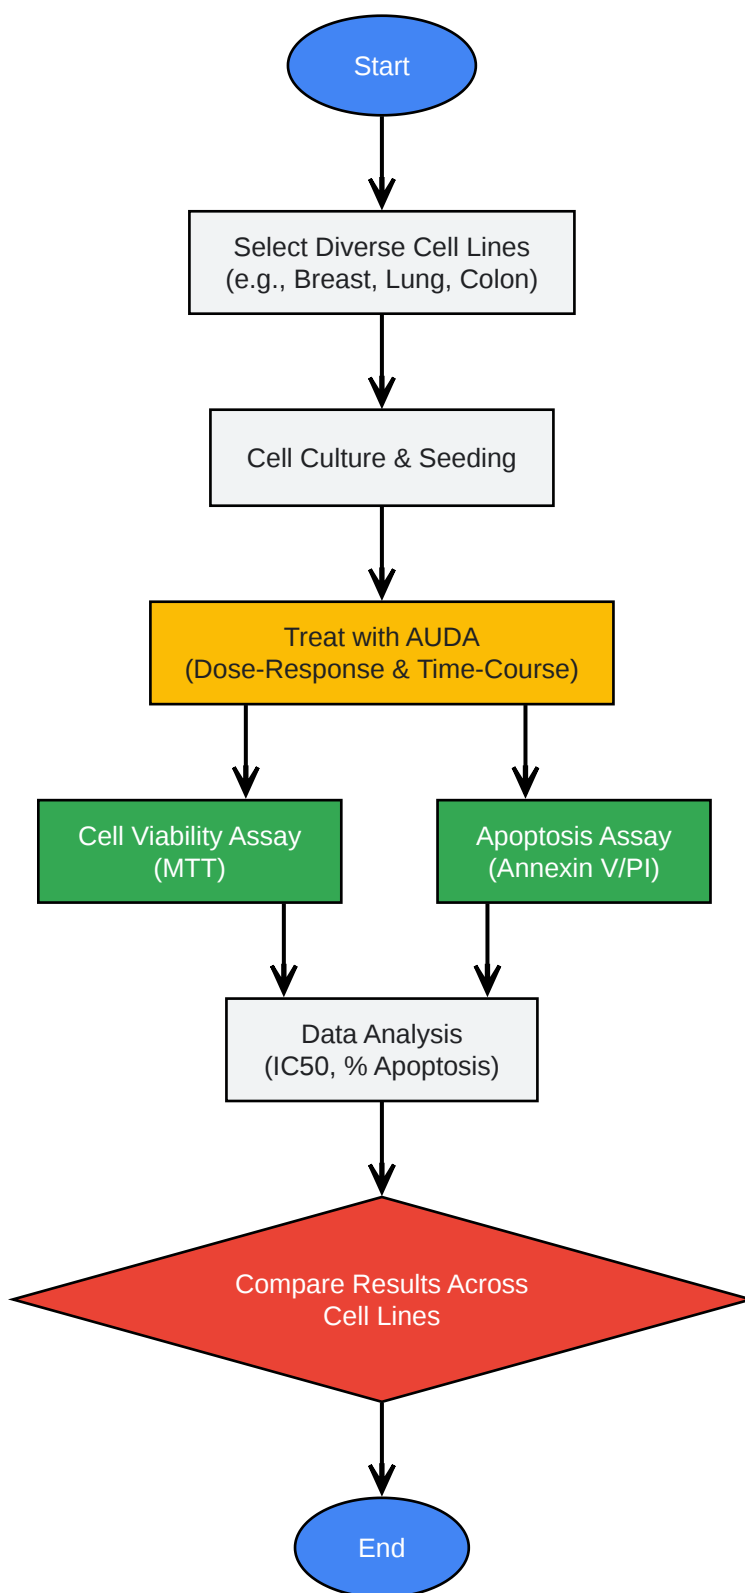 Start
Select Diverse Cell Lines
(e.g., Breast, Lung, Colon)
Cell Culture & Seeding
Treat with AUDA
(Dose-Response & Time-Course)
Cell Viability Assay
(MTT)
Apoptosis Assay
(Annexin V/PI)
Data Analysis
(IC50, % Apoptosis)
Compare Results Across
Cell Lines
End